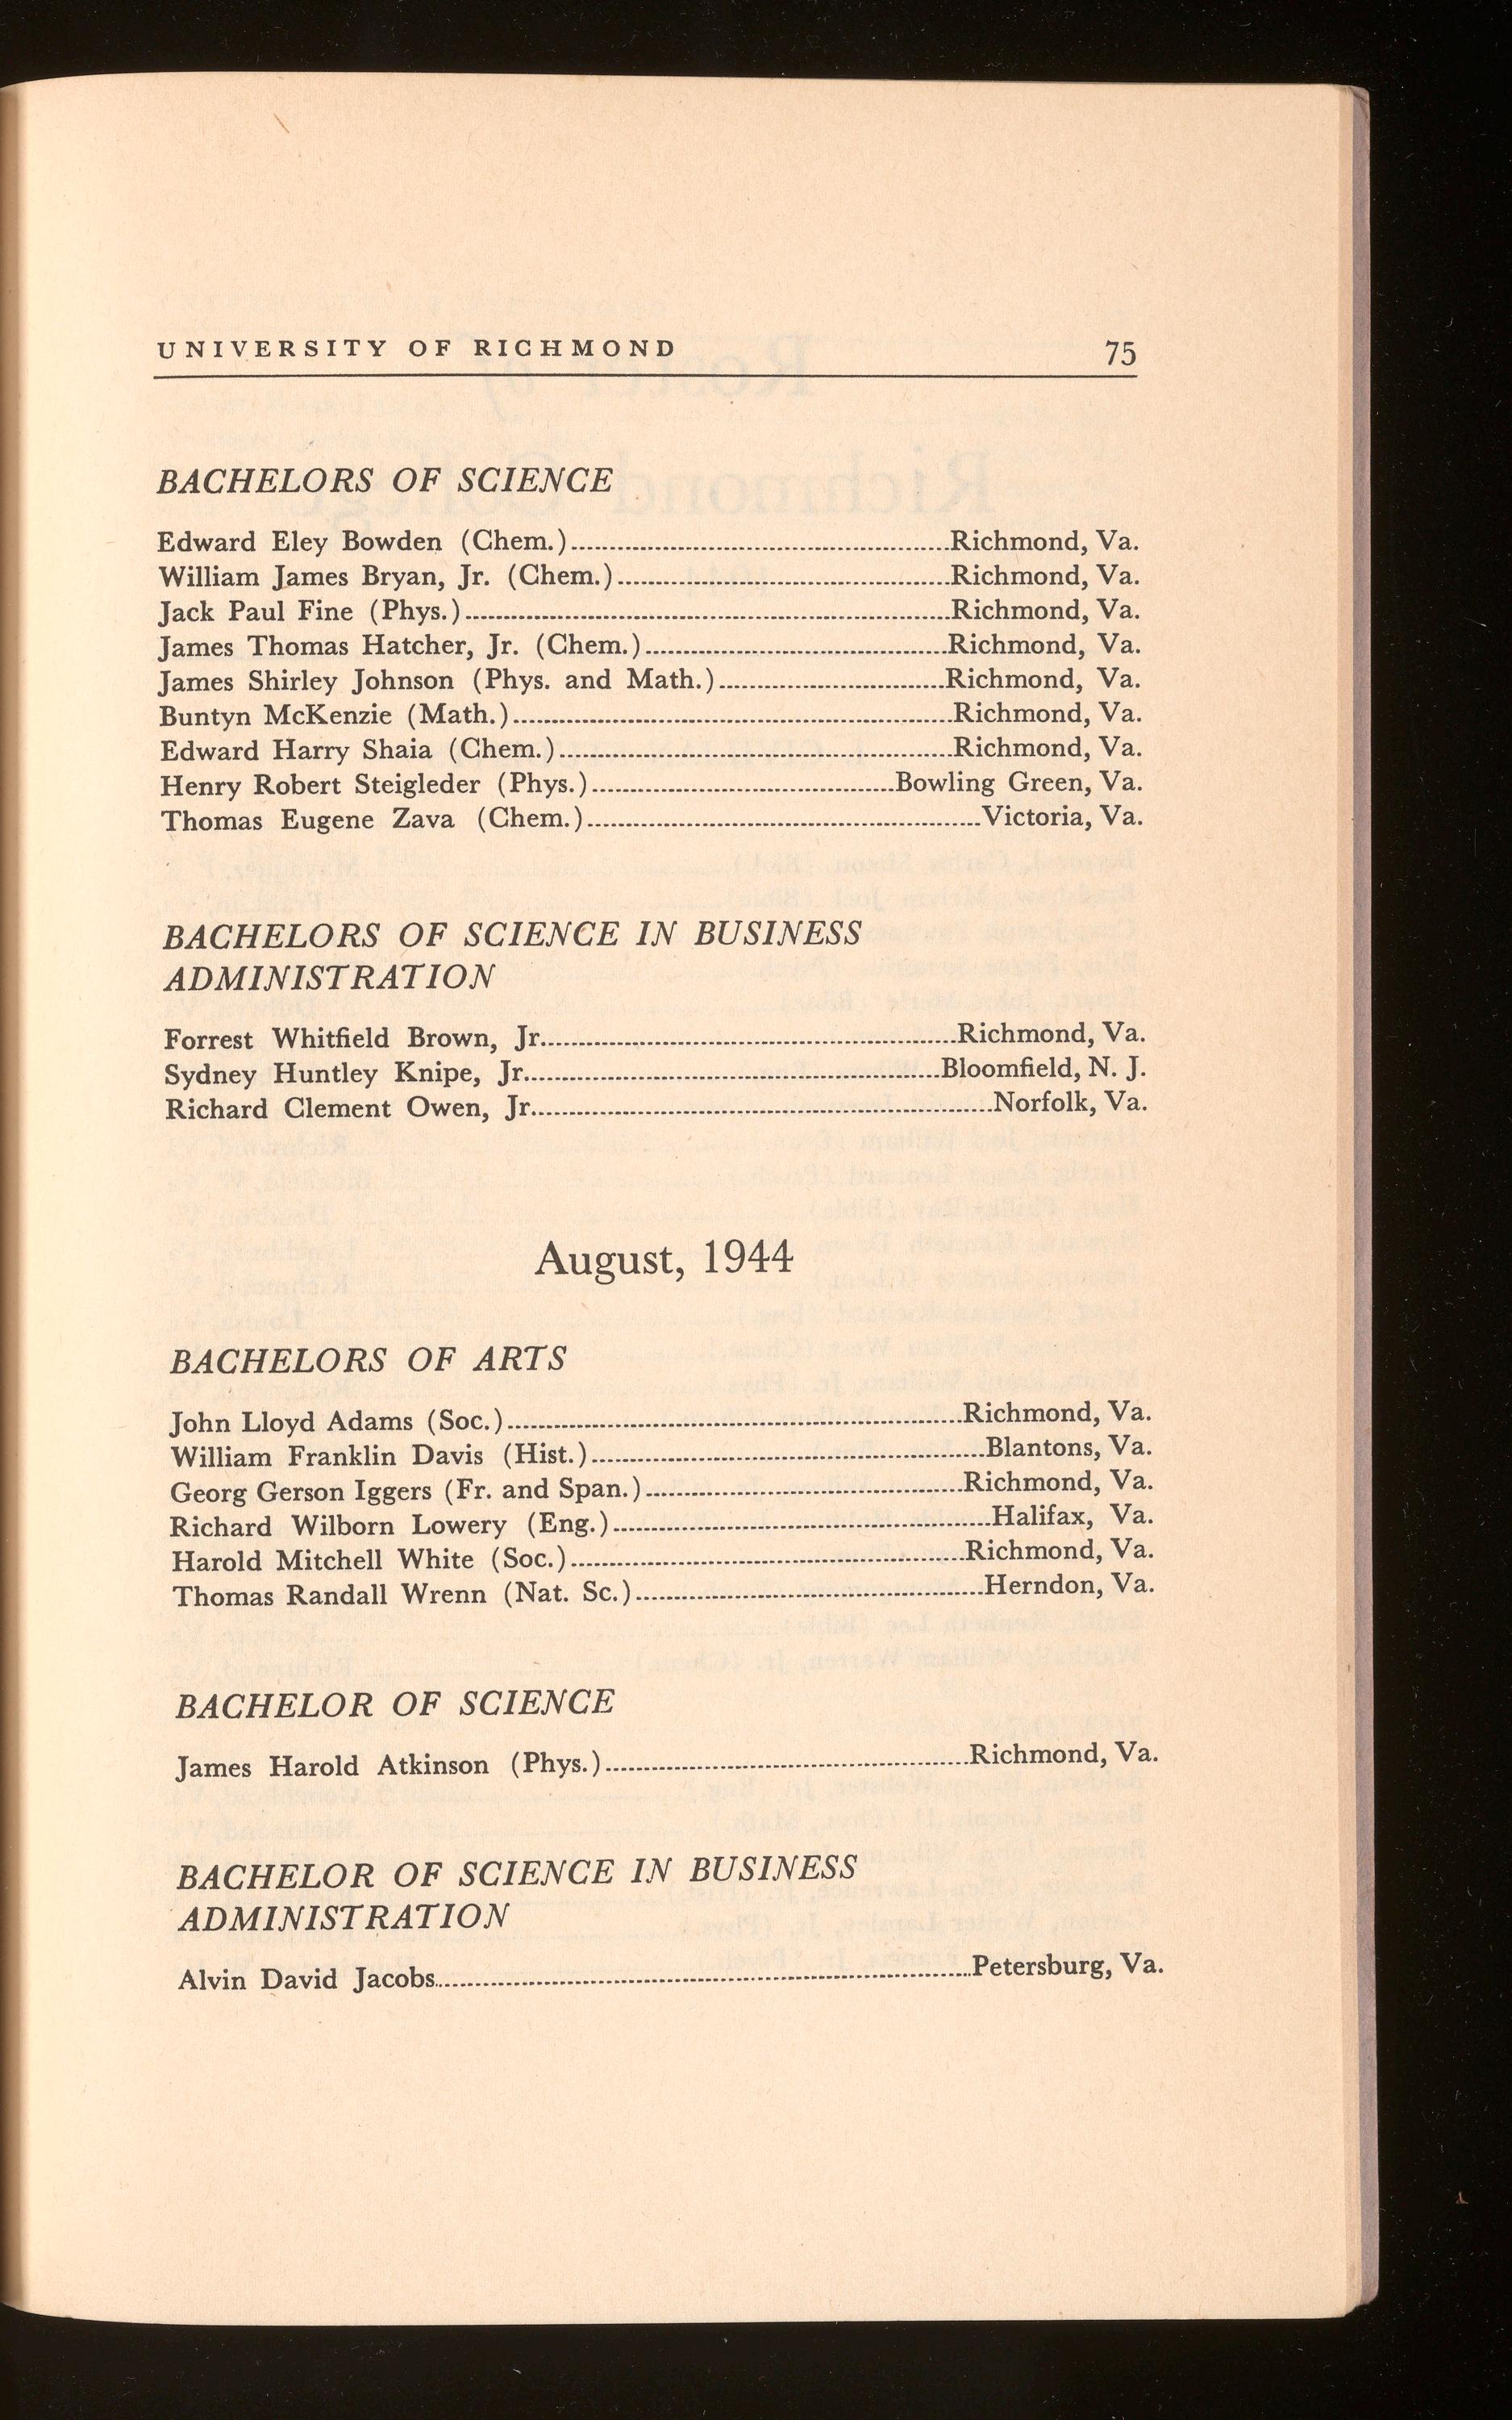 UNIVERSITY OF RICHMOND 75
BACHELORS OF SCIENCE
Edward Eley Bowden (Chem.)..........Richmond, Va.
William James Bryan, Jr. (Chem.)..........Richmond, Va.
Jack Paul Fine (Phys.)..........Richmond, Va.
James Thomas Hatcher, Jr. (Chem.)..........Richmond, Va.
James Shirley Johnson (Phys. and Math.)..........Richmond, Va.
Buntyn McKenzie (Math.)..........Richmond, Va.
Edward Harry Shaia (Chem.)..........Richmond, Va.
Henry Robert Steigleder (Phys.)..........Bowling Green, Va.
Thomas Eugene Zava (Chem.)..........Victoria, Va.
BACHELORS OF SCIENCE IN BUSINESS
ADMINISTRATION
Forrest Whitfield Brown, Jr...........Richmond, Va.
Sydney Huntley Knipe, Jr...........Bloomfield, N. J.
Richard Clement Owen, Jr...........Norfolk, Va.
August, 1944
BACHELORS OF ARTS
John Lloyd Adams (Soc.)..........Richmond, Va.
William Franklin Davis (Hist.)..........Blantons, Va.
Georg Gerson Iggers (Fr. and Span.)..........Richmond, Va.
Richard Wilborn Lowery (Eng.)..........Halifax, Va.
Harold Mitchell White (Soc.)..........Richmond, Va.
Thomas Randall Wrenn (Nat. Sc.)..........Herndon, Va.
BACHELOR OF SCIENCE
James Harold Atkinson (Phys.)..........Richmond, Va.
BACHELOR OF SCIENCE IN BUSINESS
ADMINISTRATION
Alvin David Jacobs..........Petersburg, Va.